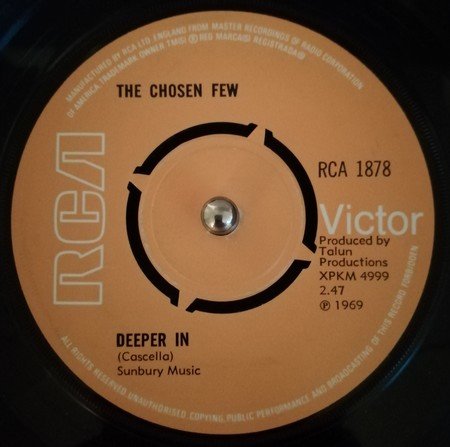 MANUFACTURED BY RCA LTD., ENGLAND FROM MASTER RECORDINGS OF RADIO CORPORATION
OF AMERICA, TRADEMARK OWNER TM(S) ® REG MARCA(S) REGISTRADA(S)
THE CHOSEN FEW
RCA 1878
RCA
Victor
Produced by
Talun
Productions
XPKM 4999
2.47
℗ 1969
DEEPER IN
(Cascella)
Sunbury Music
ALL RIGHTS RESERVED UNAUTHORISED COPYING, PUBLIC PERFORMANCE AND BROADCASTING OF THIS RECORD FORBIDDEN